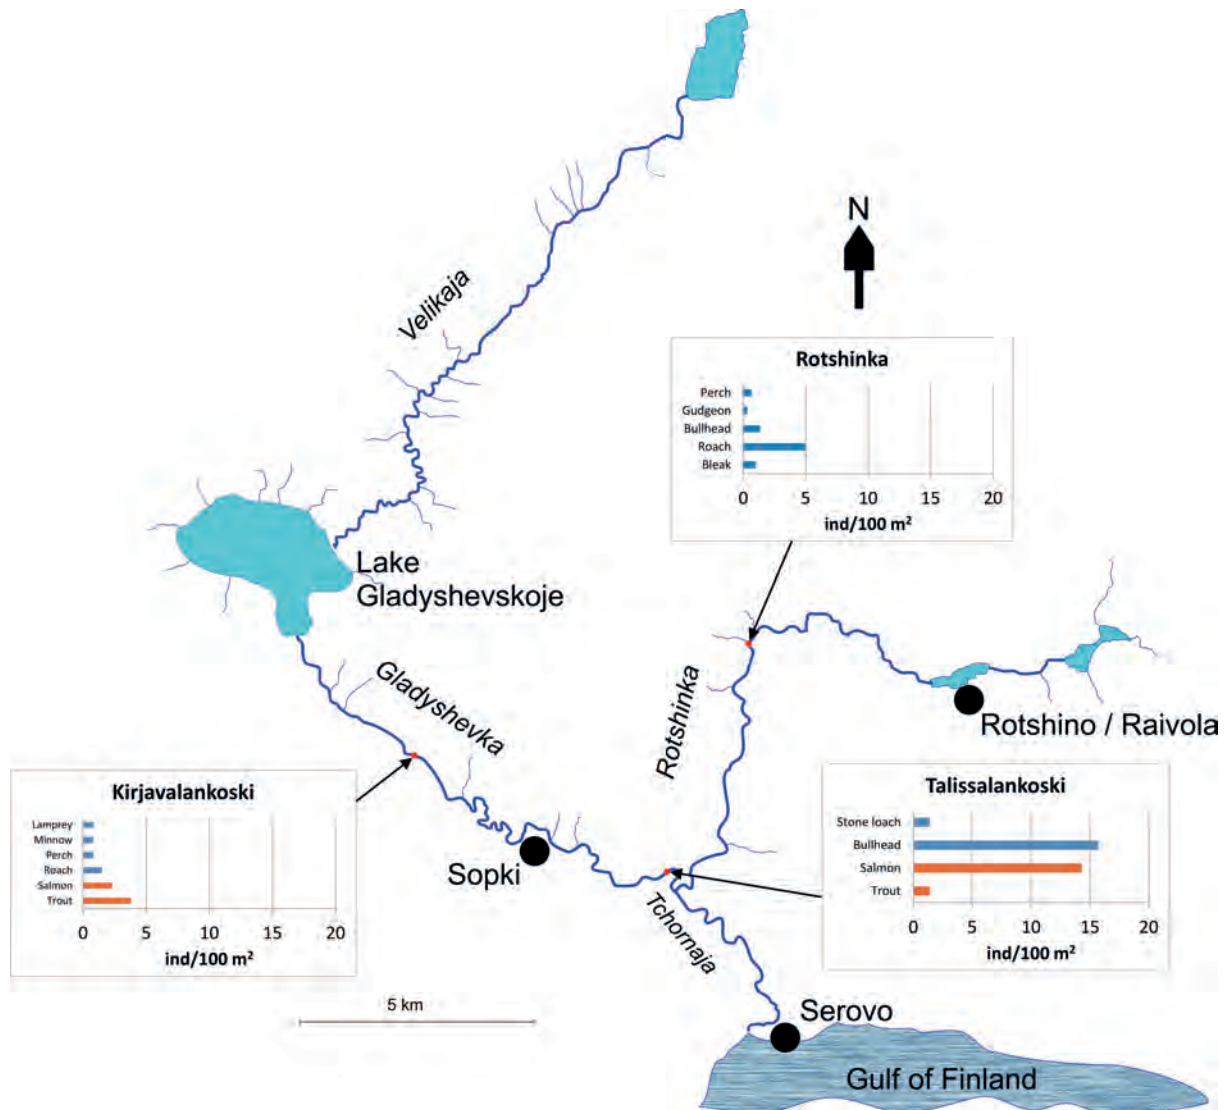 N
Velikaja
Rotshinka
Perch
Gudgeon
Bullhead
Roach
Bleak
0 5 10 15 20
ind/100 m²
Lake
Gladyshevskoje
Gladyshevka
Rotshinka
Rotshino / Raivola
Kirjavalankoski
Lamprey
Minnow
Perch
Roach
Salmon
Trout
0 5 10 15 20
ind/100 m²
Talissalankoski
Stone loach
Bullhead
Salmon
Trout
0 5 10 15 20
ind/100 m²
Sopki
Tchornaja
5 km
Serovo
Gulf of Finland